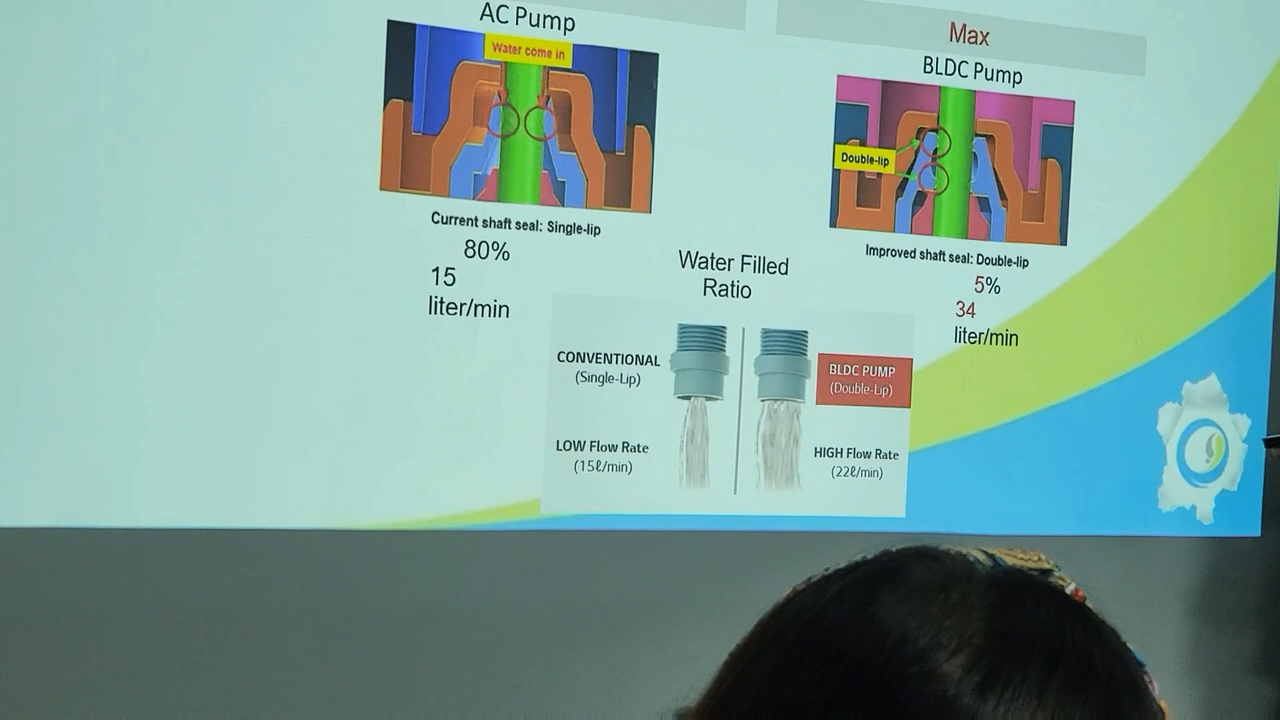 AC Pump
Water come in
Current shaft seal: Single-lip
80%
15
liter/min
Max
BLDC Pump
Double-lip
Improved shaft seal: Double-lip
5%
34
liter/min
Water Filled
Ratio
CONVENTIONAL
(Single-Lip)
LOW Flow Rate
(15ℓ/min)
BLDC PUMP
(Double-Lip)
HIGH Flow Rate
(22ℓ/min)